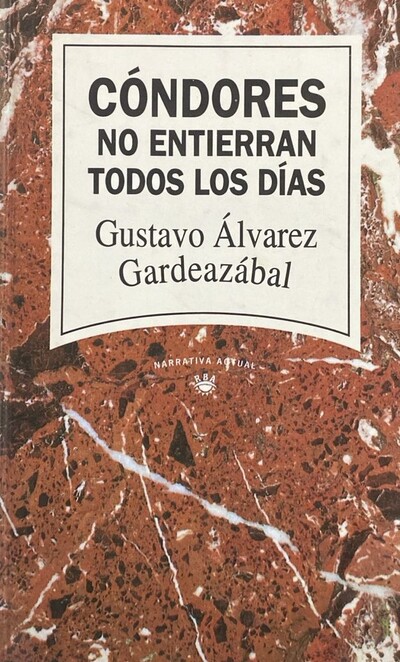 CÓNDORES
NO ENTIERRAN
TODOS LOS DÍAS
Gustavo Álvarez
Gardeazábal
NARRATIVA ACTUAL
RBA